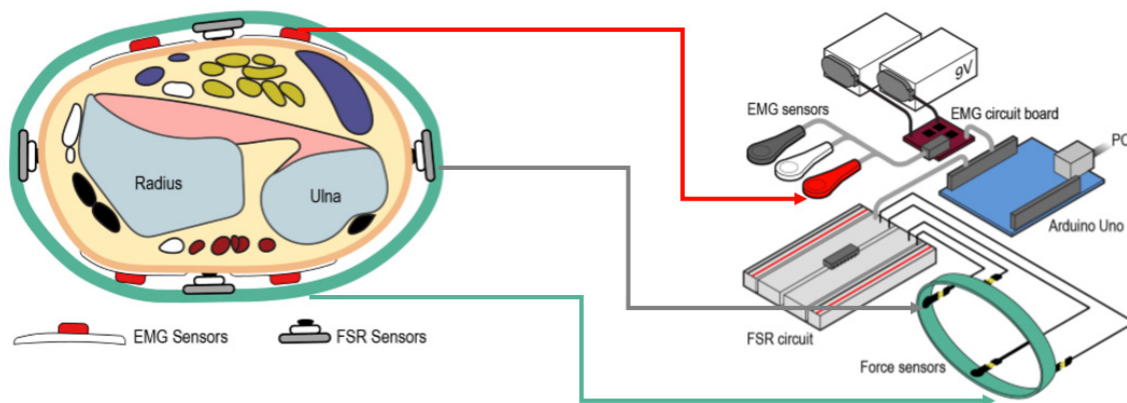 9V
EMG sensors
EMG circuit board
PC
Radius
Ulna
Arduino Uno
EMG Sensors
FSR Sensors
FSR circuit
Force sensors